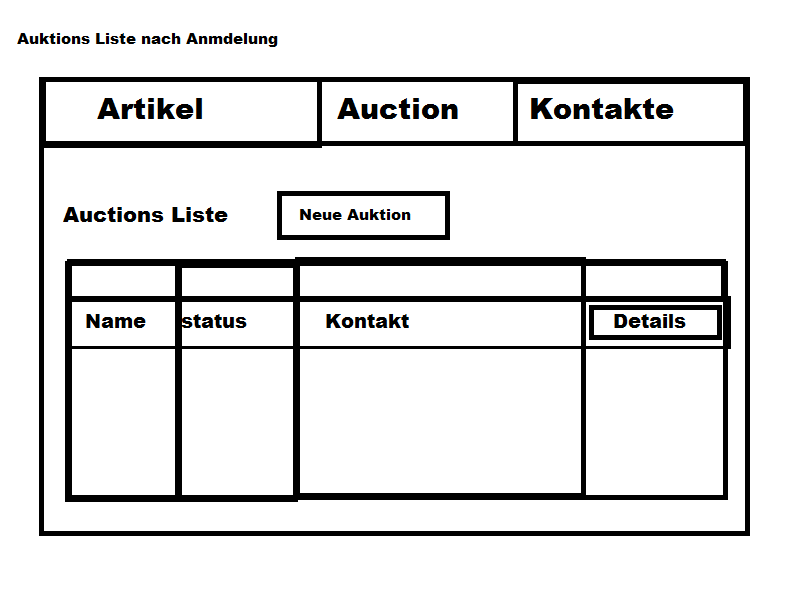 Auktions Liste nach Anmdelung
Artikel Auction Kontakte
Auctions Liste Neue Auktion
Name status Kontakt Details